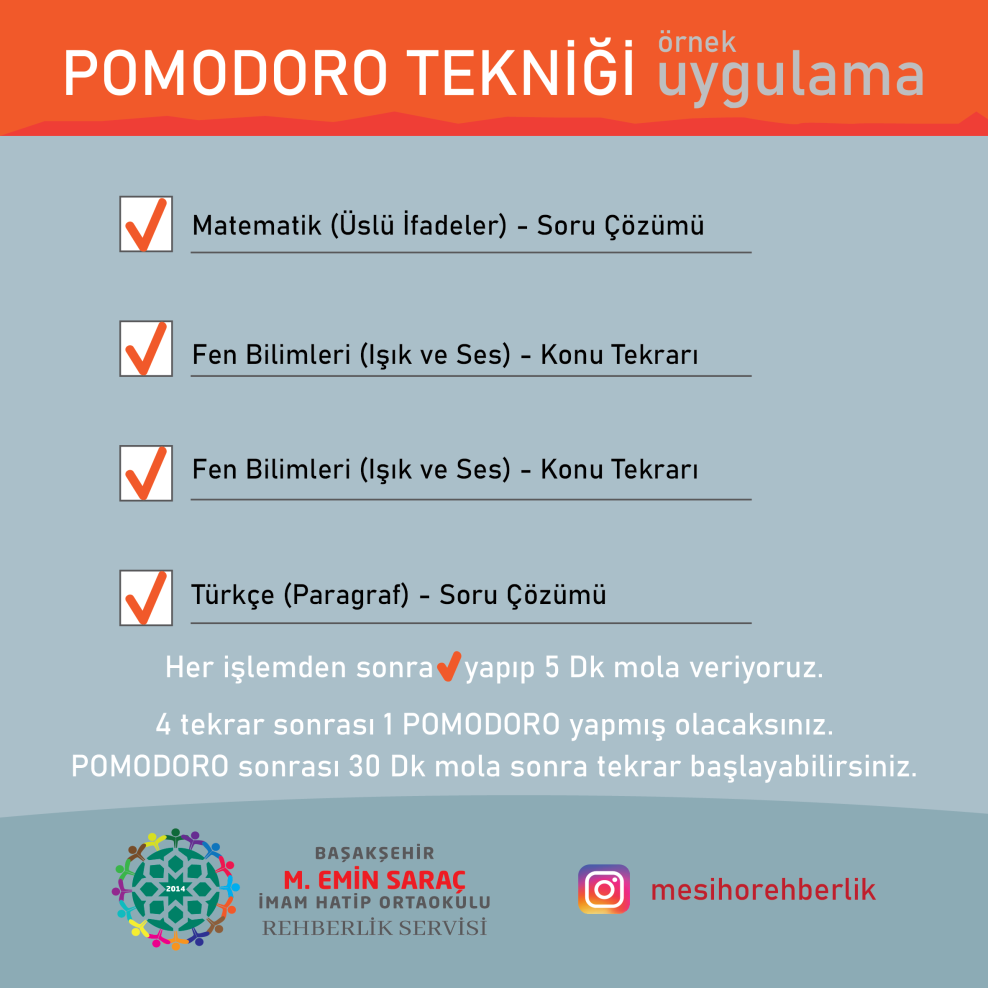 POMODORO TEKNİĞİ örnek uygulama
Matematik (Üslü İfadeler) - Soru Çözümü
Fen Bilimleri (Işık ve Ses) - Konu Tekrarı
Fen Bilimleri (Işık ve Ses) - Konu Tekrarı
Türkçe (Paragraf) - Soru Çözümü
Her işlemden sonra ✓ yapıp 5 Dk mola veriyoruz.
4 tekrar sonrası 1 POMODORO yapmış olacaksınız.
POMODORO sonrası 30 Dk mola sonra tekrar başlayabilirsiniz.
2014
BAŞAKŞEHİR
M. EMİN SARAÇ
İMAM HATİP ORTAOKULU
REHBERLİK SERVİSİ
mesihorehberlik